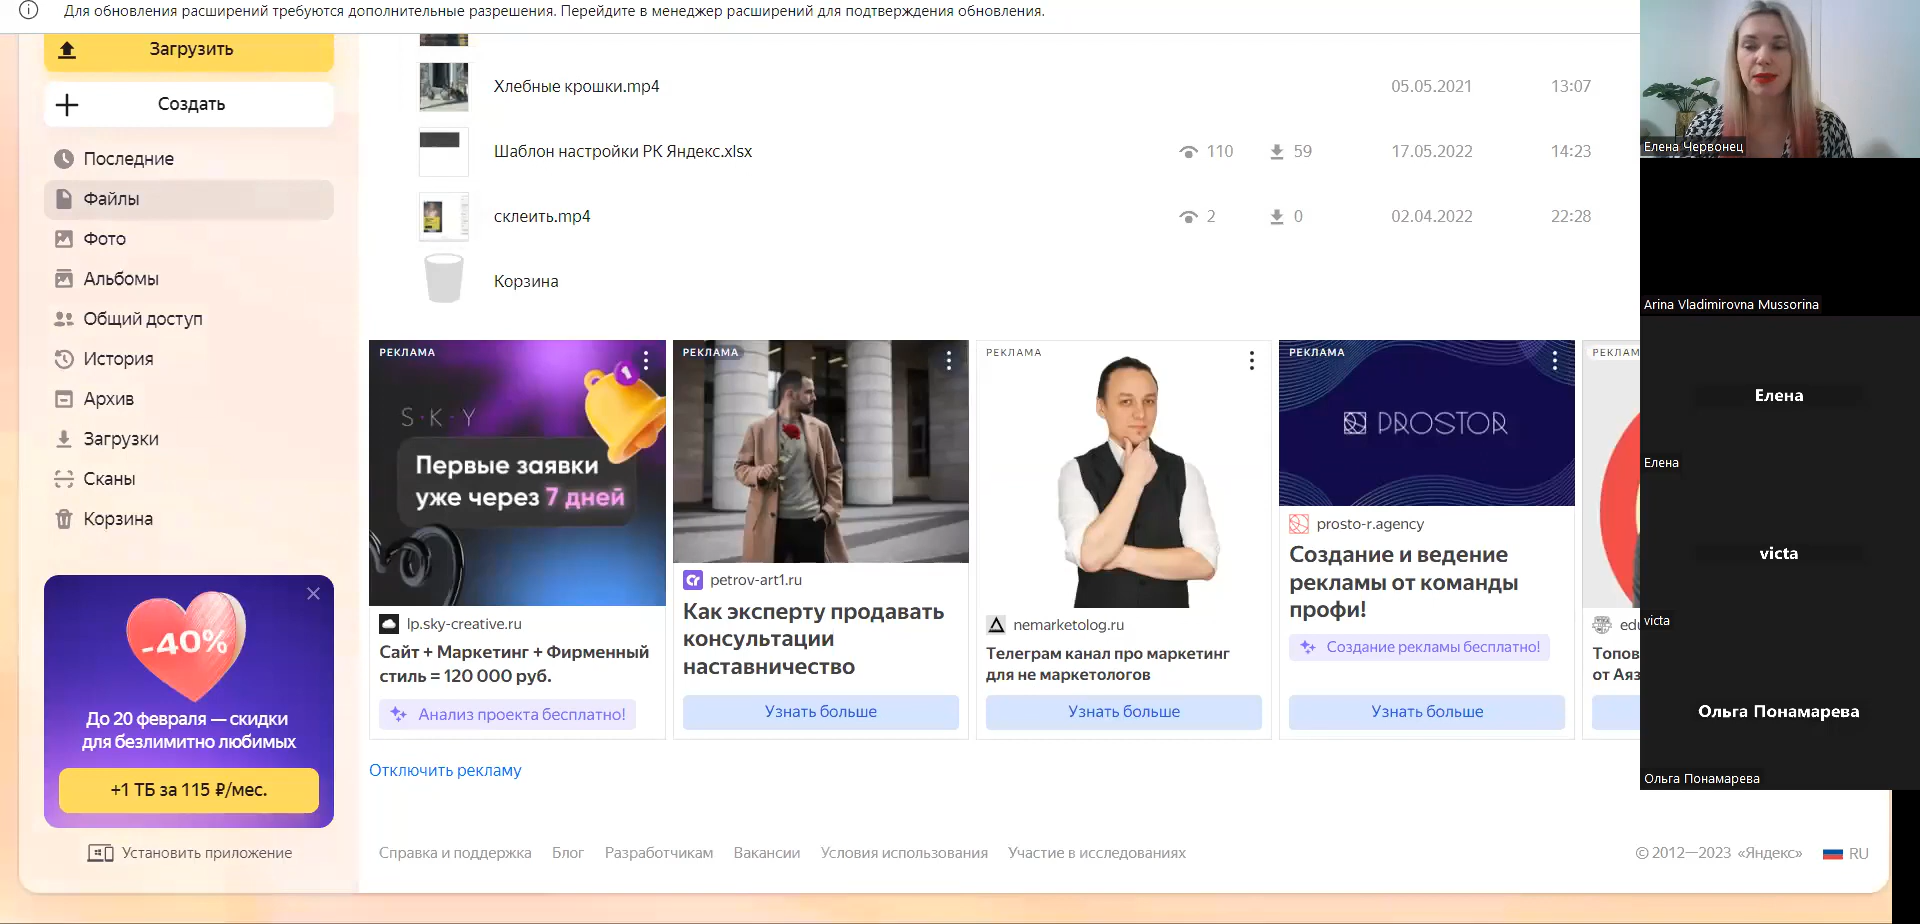 Для обновления расширений требуются дополнительные разрешения. Перейдите в менеджер расширений для подтверждения обновления.
Загрузить
Создать
Последние
Файлы
Фото
Альбомы
Общий доступ
История
Архив
Загрузки
Сканы
Корзина
-40%
До 20 февраля — скидки
для безлимитно любимых
+1 ТБ за 115 ₽/мес.
Установить приложение
Хлебные крошки.mp4 05.05.2021 13:07
Шаблон настройки РК Яндекс.xlsx 110 59 17.05.2022 14:23
склеить.mp4 2 0 02.04.2022 22:28
Корзина
РЕКЛАМА
S·K·Y
Первые заявки
уже через 7 дней
lp.sky-creative.ru
Сайт + Маркетинг + Фирменный
стиль = 120 000 руб.
Анализ проекта бесплатно!
РЕКЛАМА
petrov-art1.ru
Как эксперту продавать
консультации
наставничество
Узнать больше
РЕКЛАМА
nemarketolog.ru
Телеграм канал про маркетинг
для не маркетологов
Узнать больше
РЕКЛАМА
PROSTOR
prosto-r.agency
Создание и ведение
рекламы от команды
профи!
Создание рекламы бесплатно!
Узнать больше
РЕКЛАМ
edu
Топов
от Аяз
Отключить рекламу
Справка и поддержка Блог Разработчикам Вакансии Условия использования Участие в исследованиях
© 2012—2023 «Яндекс» RU
Елена Червонец
Arina Vladimirovna Mussorina
Елена
Елена
victa
victa
Ольга Понамарева
Ольга Понамарева